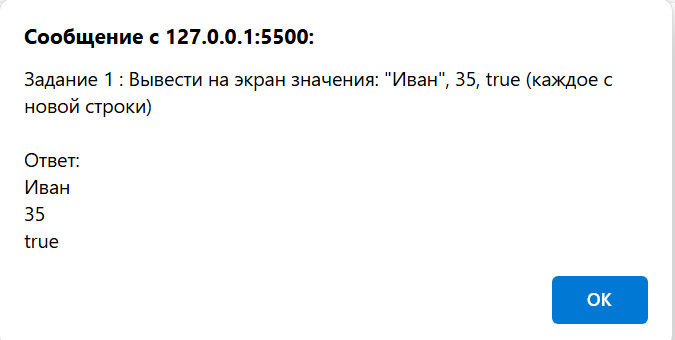 Сообщение с 127.0.0.1:5500:
Задание 1 : Вывести на экран значения: "Иван", 35, true (каждое с
новой строки)
Ответ:
Иван
35
true
ОК